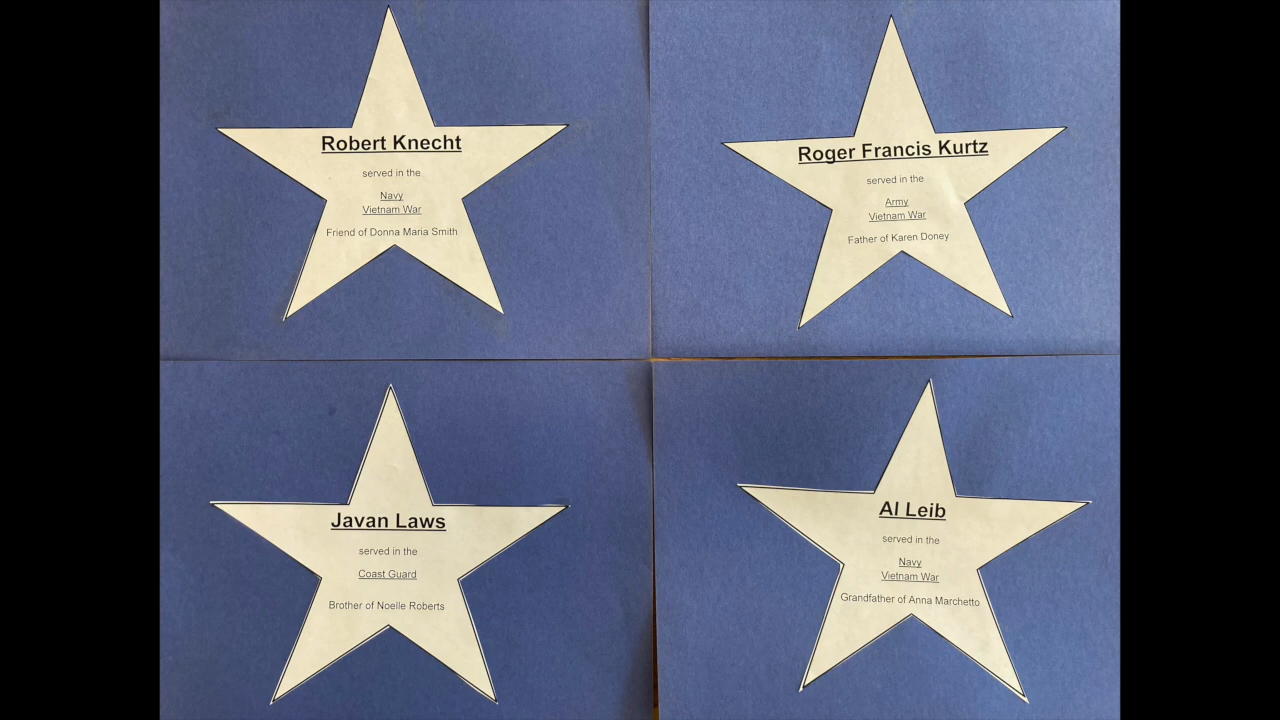 Robert Knecht
served in the
Navy
Vietnam War
Friend of Donna Maria Smith
Roger Francis Kurtz
served in the
Army
Vietnam War
Father of Karen Doney
Javan Laws
served in the
Coast Guard
Brother of Noelle Roberts
Al Leib
served in the
Navy
Vietnam War
Grandfather of Anna Marchetto